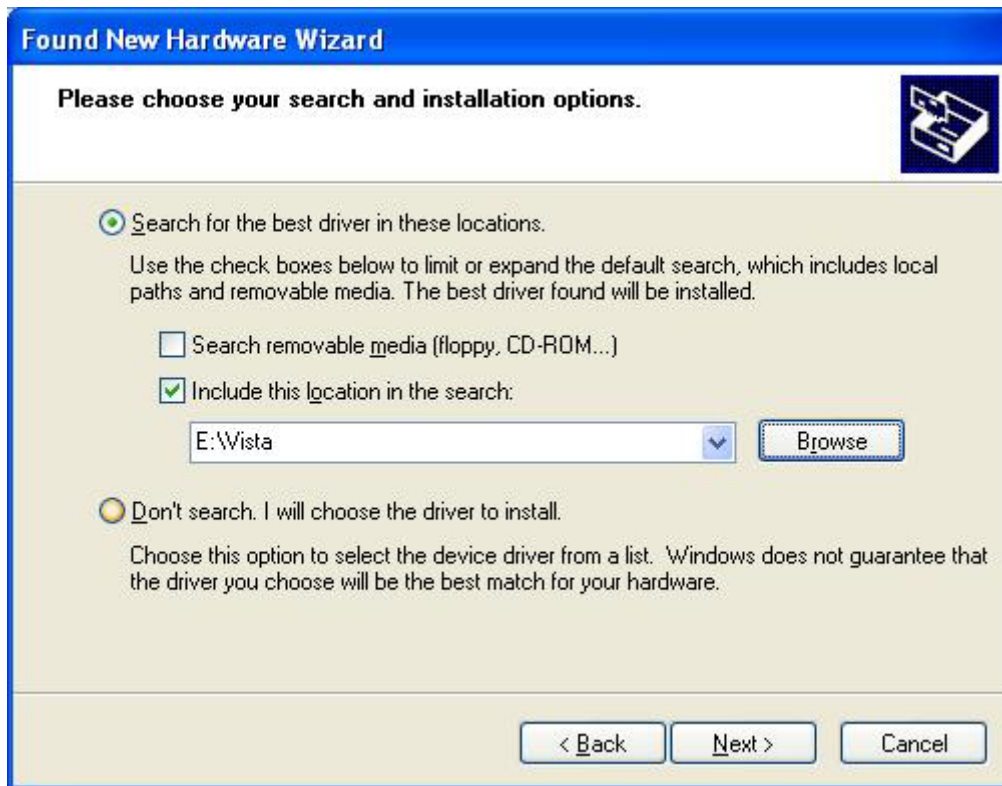 Found New Hardware Wizard
Please choose your search and installation options.
Search for the best driver in these locations.
Use the check boxes below to limit or expand the default search, which includes local
paths and removable media. The best driver found will be installed.
Search removable media (floppy, CD-ROM...)
Include this location in the search:
E:\Vista
Browse
Don't search. I will choose the driver to install.
Choose this option to select the device driver from a list. Windows does not guarantee that
the driver you choose will be the best match for your hardware.
< Back
Next >
Cancel